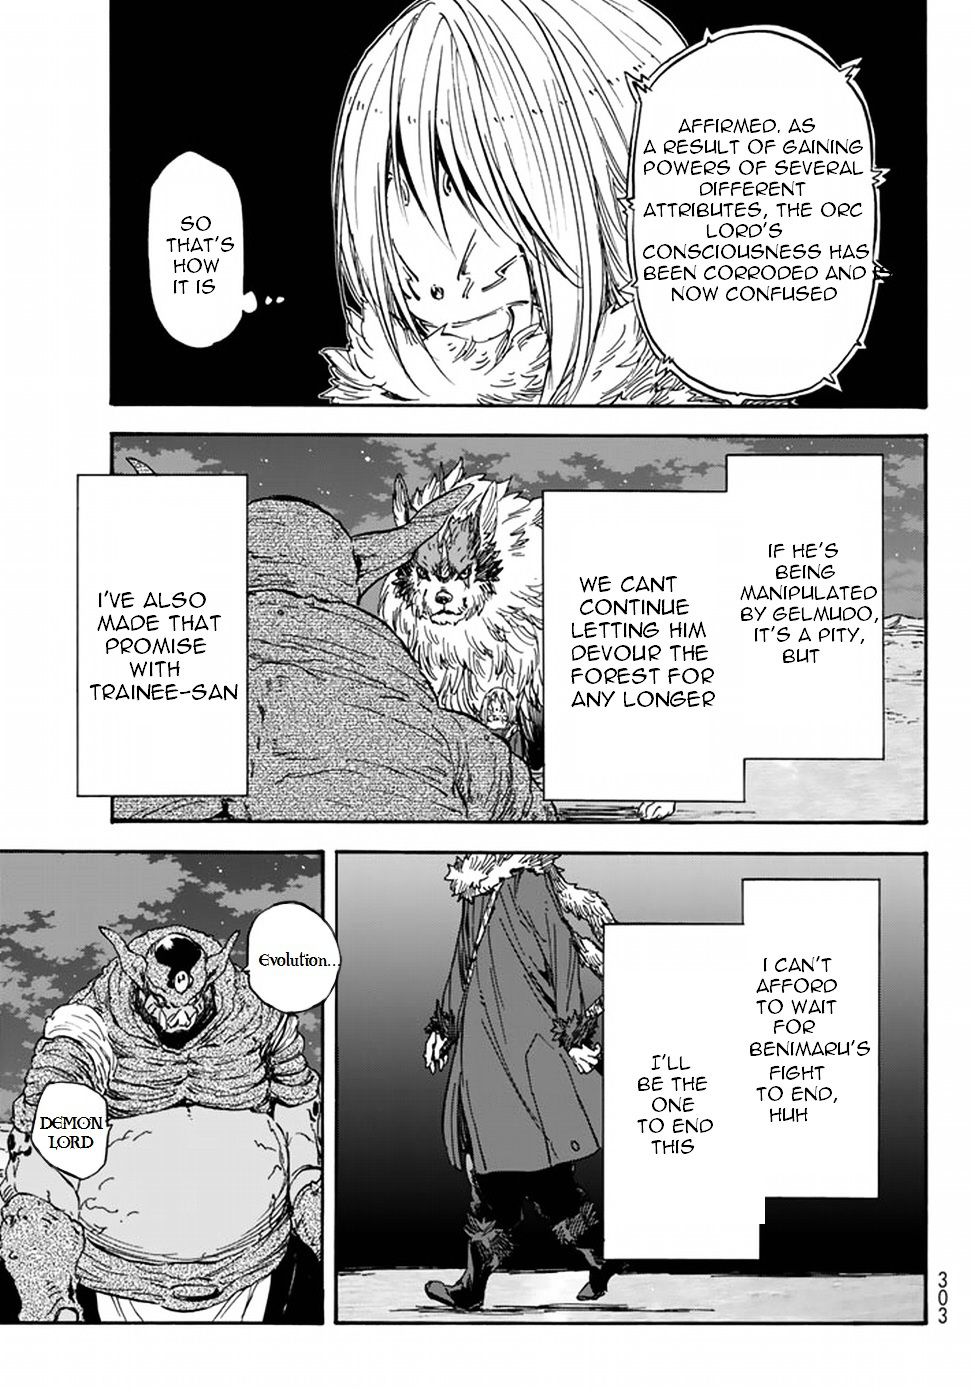 AFFIRMED. AS
A RESULT OF GAINING
POWERS OF SEVERAL
DIFFERENT
ATTRIBUTES, THE ORC
LORD'S
CONSCIOUSNESS HAS
BEEN CORRODED AND
NOW CONFUSED
SO
THAT'S
HOW
IT IS
IF HE'S
BEING
MANIPULATED
BY GELMUDO,
IT'S A PITY,
BUT
WE CANT
CONTINUE
LETTING HIM
DEVOUR THE
FOREST FOR
ANY LONGER
I'VE ALSO
MADE THAT
PROMISE
WITH
TRAINEE-SAN
I CAN'T
AFFORD
TO WAIT
FOR
BENIMARU'S
FIGHT
TO END,
HUH
I'LL
BE THE
ONE
TO END
THIS
Evolution...
DEMON
LORD
303